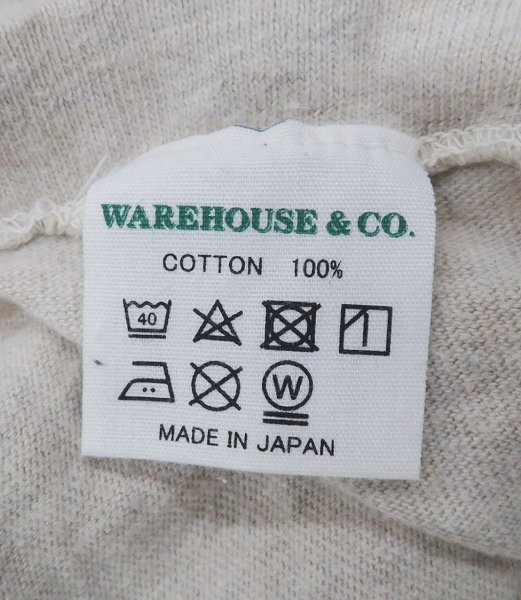 WAREHOUSE & CO.
COTTON 100%
40
W
MADE IN JAPAN